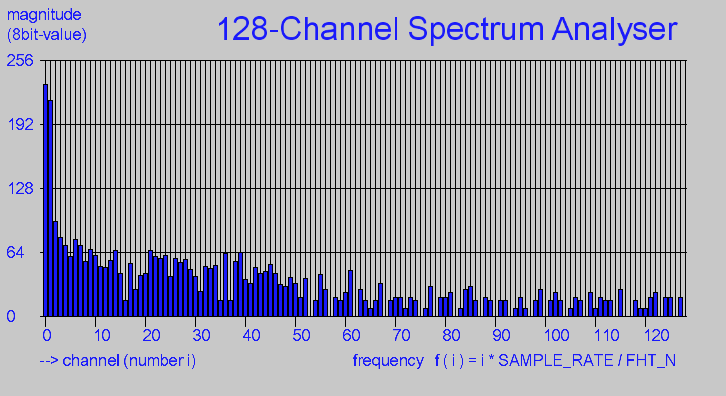 magnitude
(8bit-value)
128-Channel Spectrum Analyser
256
192
128
64
0
0 10 20 30 40 50 60 70 80 90 100 110 120
--> channel (number i) frequency f ( i ) = i * SAMPLE_RATE / FHT_N